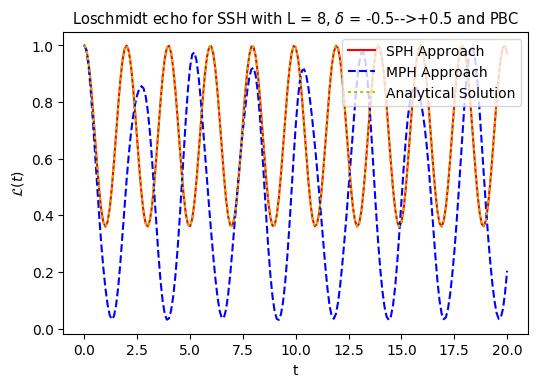 Loschmidt echo for SSH with L = 8, δ = -0.5-->+0.5 and PBC
1.0
0.8
0.6
0.4
0.2
0.0
ℒ(t)
SPH Approach
MPH Approach
Analytical Solution
0.0 2.5 5.0 7.5 10.0 12.5 15.0 17.5 20.0
t